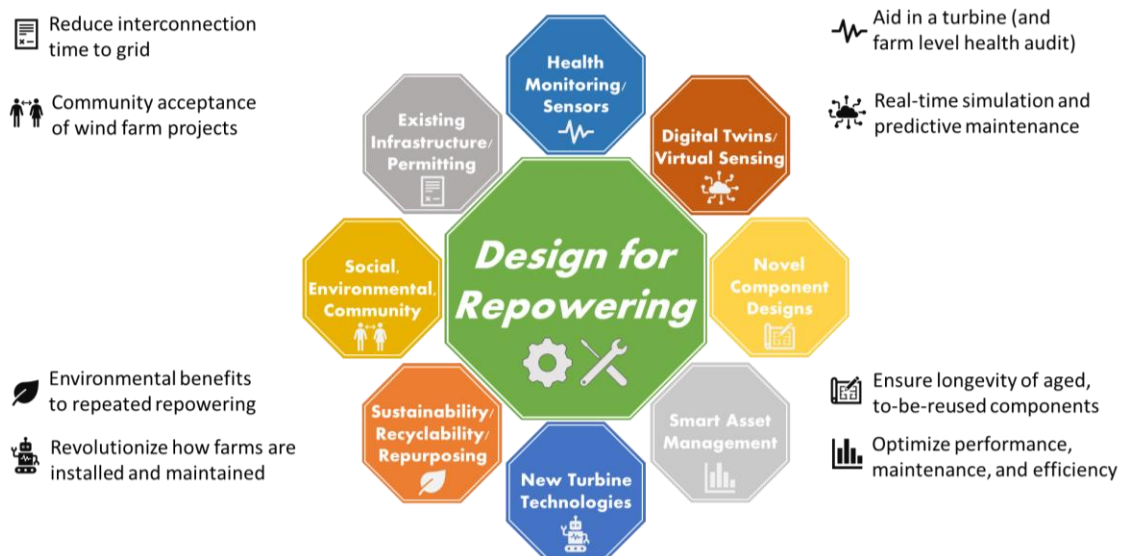 Reduce interconnection
time to grid
Community acceptance
of wind farm projects
Aid in a turbine (and
farm level health audit)
Real-time simulation and
predictive maintenance
Health
Monitoring/
Sensors
Existing
Infrastructure/
Permitting
Digital Twins/
Virtual Sensing
Design for
Repowering
Social,
Environmental,
Community
Novel
Component
Designs
Sustainability/
Recyclability/
Repurposing
Smart Asset
Management
New Turbine
Technologies
Environmental benefits
to repeated repowering
Revolutionize how farms are
installed and maintained
Ensure longevity of aged,
to-be-reused components
Optimize performance,
maintenance, and efficiency